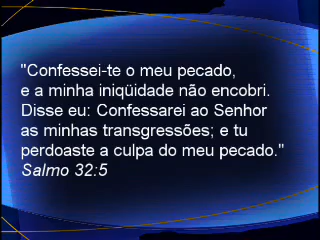 "Confessei-te o meu pecado,
e a minha iniqüidade não encobri.
Disse eu: Confessarei ao Senhor
as minhas transgressões; e tu
perdoaste a culpa do meu pecado."
Salmo 32:5